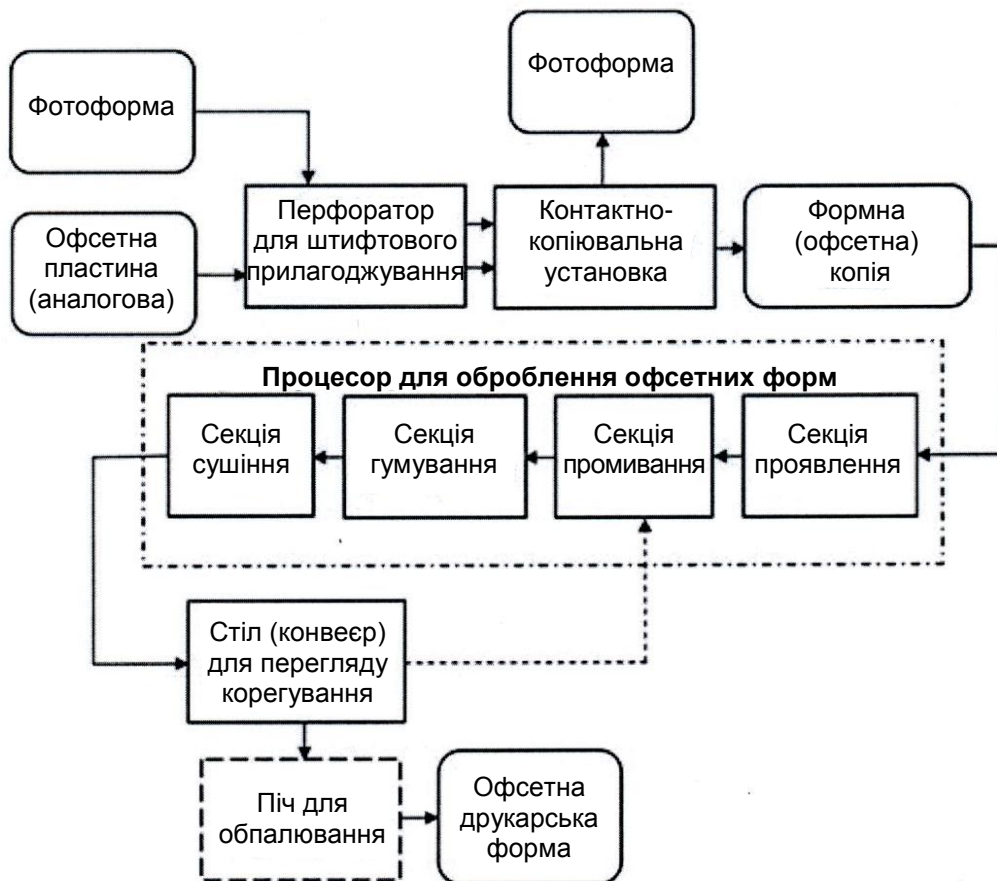 Фотоформа
Фотоформа
Офсетна
пластина
(аналогова)
Перфоратор
для штифтового
прилагоджування
Контактно-
копіювальна
установка
Формна
(офсетна)
копія
Процесор для оброблення офсетних форм
Секція
сушіння
Секція
гумування
Секція
промивання
Секція
проявлення
Стіл (конвеєр)
для перегляду
корегування
Піч для
обпалювання
Офсетна
друкарська
форма